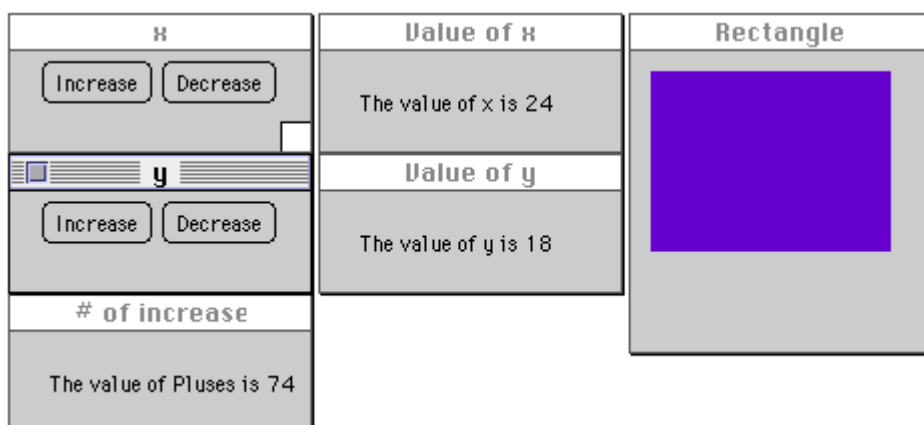 x
Increase Decrease
y
Increase Decrease
# of increase
The value of Pluses is 74
Value of x
The value of x is 24
Value of y
The value of y is 18
Rectangle